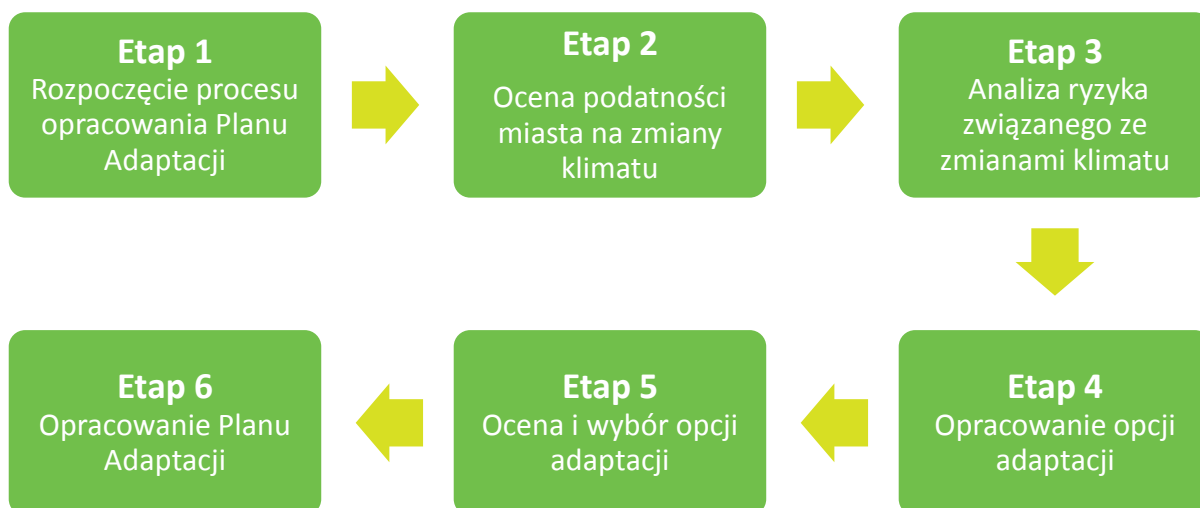 Etap 1
Rozpoczęcie procesu
opracowania Planu
Adaptacji
Etap 2
Ocena podatności
miasta na zmiany
klimatu
Etap 3
Analiza ryzyka
związanego ze
zmianami klimatu
Etap 4
Opracowanie opcji
adaptacji
Etap 5
Ocena i wybór opcji
adaptacji
Etap 6
Opracowanie Planu
Adaptacji